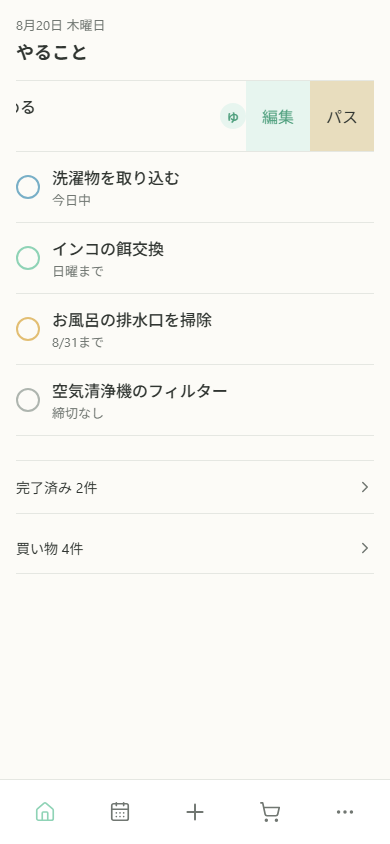 8月20日 木曜日
やること
る
ゆ
編集
パス
洗濯物を取り込む
今日中
インコの餌交換
日曜まで
お風呂の排水口を掃除
8/31まで
空気清浄機のフィルター
締切なし
完了済み 2件
買い物 4件